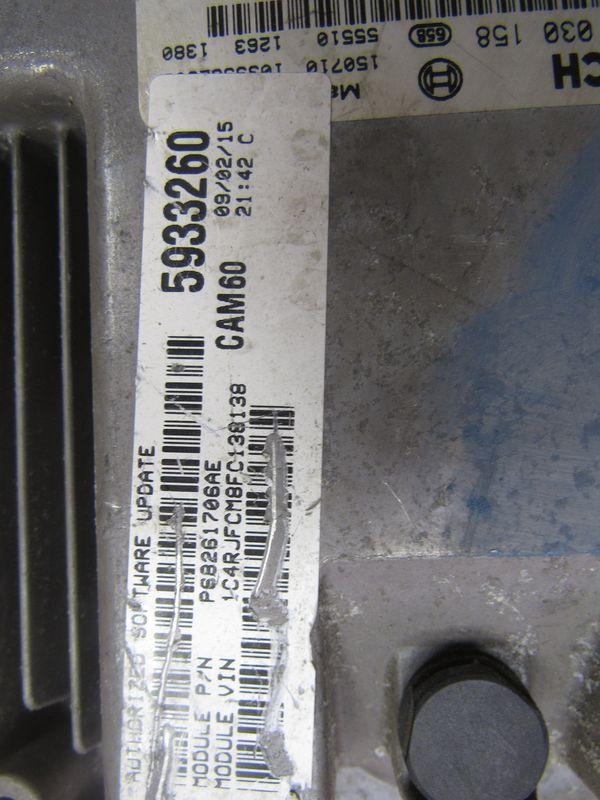 AUTHORIZED SOFTWARE UPDATE
5933260
MODULE P/N P68261706AE
09/02/15
21:42 C
MODULE VIN 1C4RJFCM8FC138138
CAM60
030 158
658
55510 1263 1380
150710